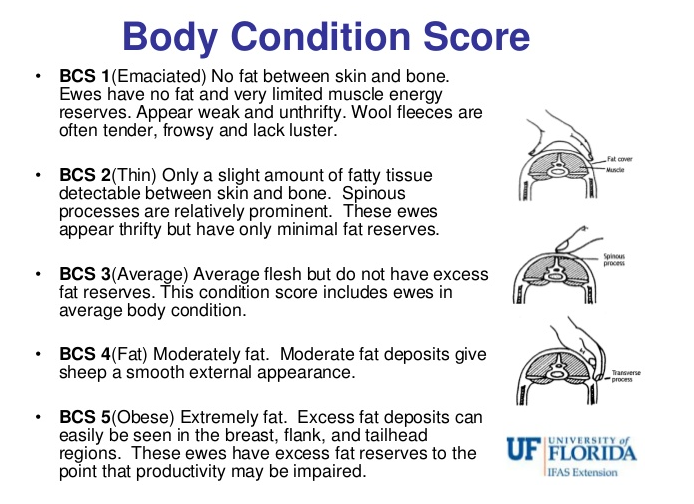 Body Condition Score
• BCS 1(Emaciated) No fat between skin and bone.
Ewes have no fat and very limited muscle energy
reserves. Appear weak and unthrifty. Wool fleeces are
often tender, frowsy and lack luster.
• BCS 2(Thin) Only a slight amount of fatty tissue
detectable between skin and bone.  Spinous
processes are relatively prominent.  These ewes
appear thrifty but have only minimal fat reserves.
• BCS 3(Average) Average flesh but do not have excess
fat reserves. This condition score includes ewes in
average body condition.
• BCS 4(Fat) Moderately fat.  Moderate fat deposits give
sheep a smooth external appearance.
• BCS 5(Obese) Extremely fat.  Excess fat deposits can
easily be seen in the breast, flank, and tailhead
regions.  These ewes have excess fat reserves to the
point that productivity may be impaired.
Fat cover
Muscle
Spinous
process
Transverse
process
UF UNIVERSITY of
FLORIDA
IFAS Extension